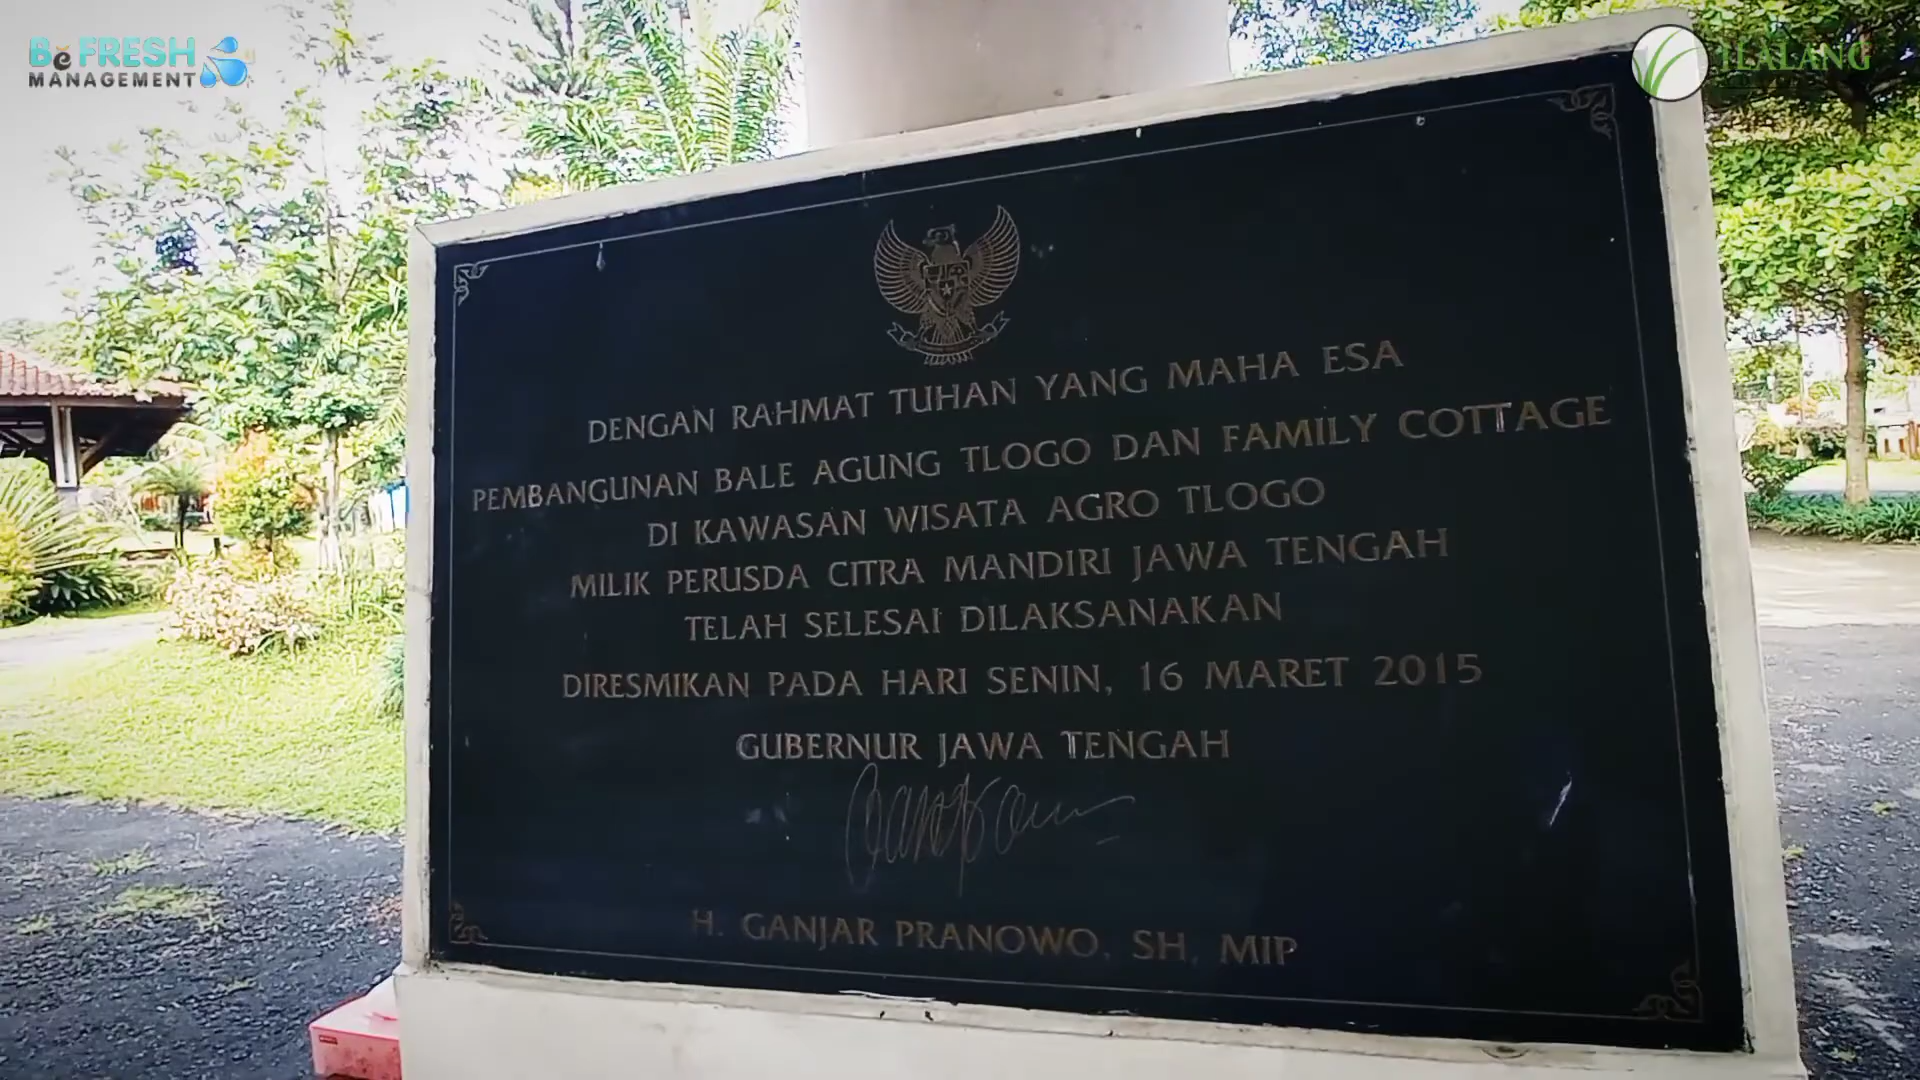 Be FRESH
MANAGEMENT
DENGAN RAHMAT TUHAN YANG MAHA ESA
PEMBANGUNAN BALE AGUNG TLOGO DAN FAMILY COTTAGE
DI KAWASAN WISATA AGRO TLOGO
MILIK PERUSDA CITRA MANDIRI JAWA TENGAH
TELAH SELESAI DILAKSANAKAN
DIRESMIKAN PADA HARI SENIN, 16 MARET 2015
GUBERNUR JAWA TENGAH
H. GANJAR PRANOWO, SH, MIP